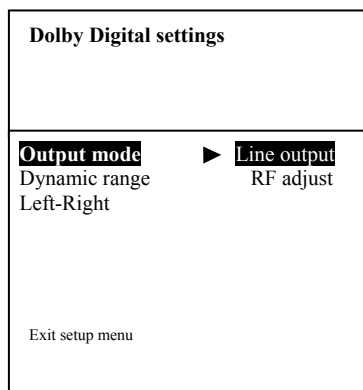 Dolby Digital settings
Output mode ▶ Line output
Dynamic range RF adjust
Left-Right
Exit setup menu